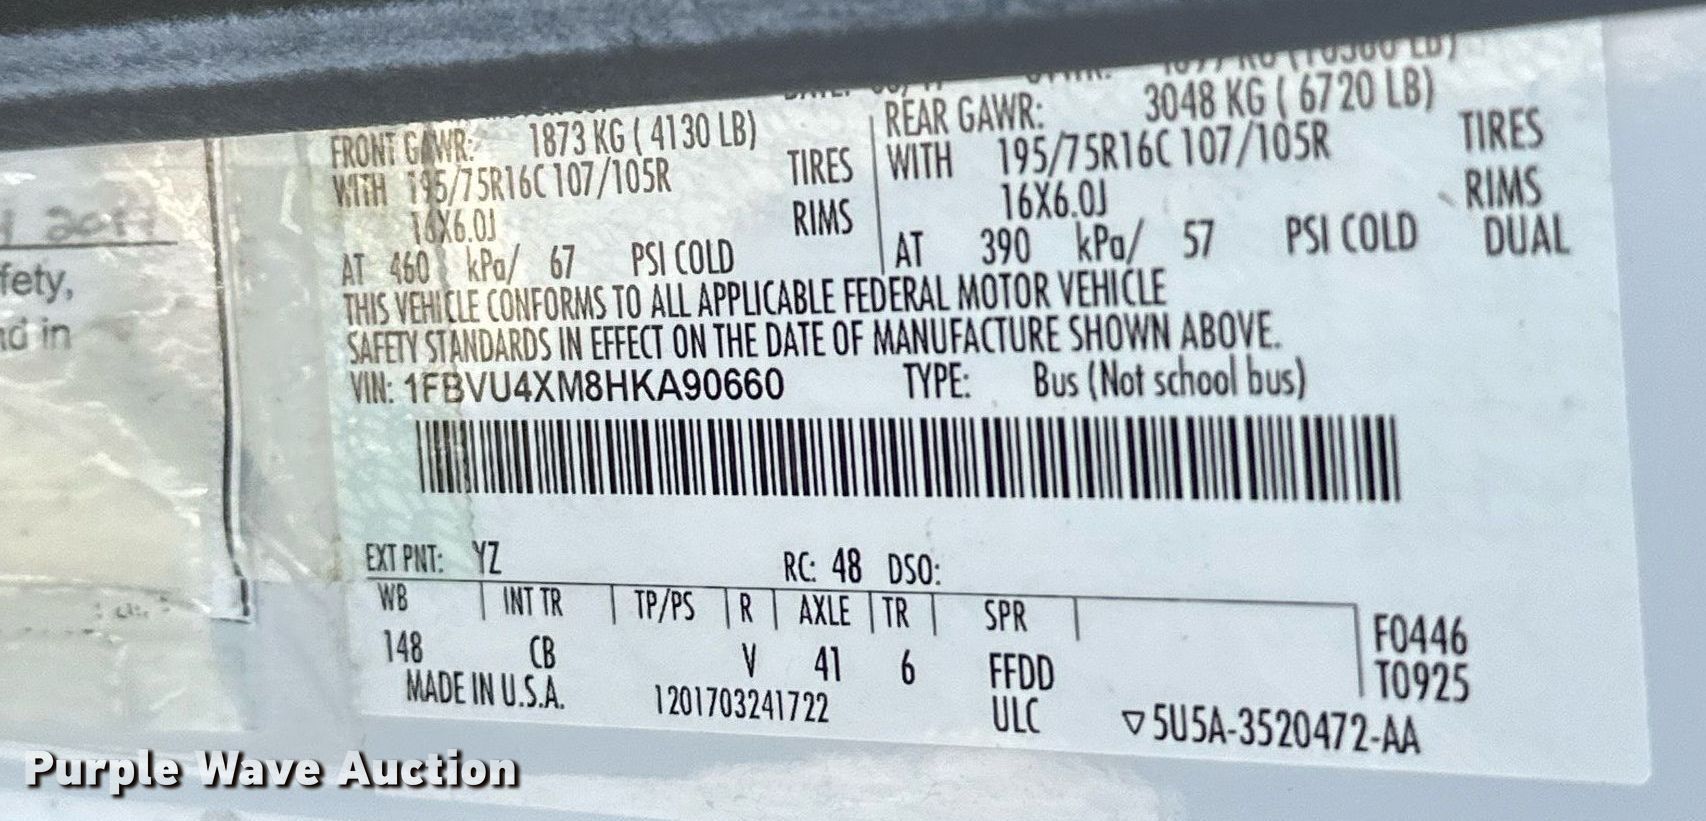 FRONT GAWR: 1873 KG ( 4130 LB)
WITH 195/75R16C 107/105R TIRES
16X6.0J RIMS
AT 460 kPa/ 67 PSI COLD
REAR GAWR: 3048 KG ( 6720 LB)
WITH 195/75R16C 107/105R TIRES
16X6.0J RIMS
AT 390 kPa/ 57 PSI COLD DUAL
THIS VEHICLE CONFORMS TO ALL APPLICABLE FEDERAL MOTOR VEHICLE
SAFETY STANDARDS IN EFFECT ON THE DATE OF MANUFACTURE SHOWN ABOVE.
VIN: 1FBVU4XM8HKA90660 TYPE: Bus (Not school bus)
EXT PNT: YZ RC: 48 DSO:
WB INT TR TP/PS R AXLE TR SPR
148 CB V 41 6 FFDD
F0446
T0925
MADE IN U.S.A. 1201703241722 ULC ▽5U5A-3520472-AA
fety,
nd in
Purple Wave Auction